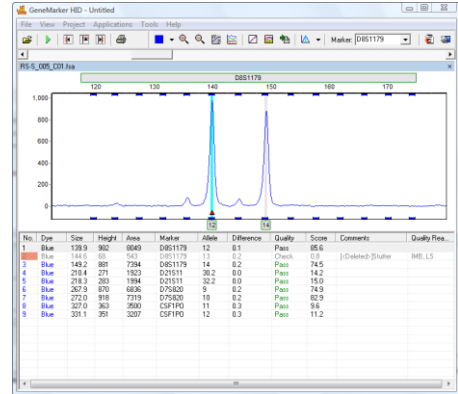 GeneMarker HID - Untitled
File View Project Applications Tools Help
Marker: D8S1179
RS-S_005_C01.fsa
D8S1179
120 130 140 150 160 170
1,000
800
600
400
200
0
12 14
No. Dye Size Height Area Marker Allele Difference Quality Score Comments Quality Rea...
1 Blue 139.9 982 8049 D8S1179 12 0.1 Pass 85.6
Blue 144.6 68 543 D8S1179 13 0.2 Check 0.8 [<Deleted>]Stutter IMB, LS
3 Blue 149.2 881 7394 D8S1179 14 0.2 Pass 74.5
4 Blue 210.4 271 1923 D21S11 30.2 0.0 Pass 14.2
5 Blue 218.3 283 1994 D21S11 32.2 0.0 Pass 15.0
6 Blue 267.9 870 6836 D7S820 9 0.2 Pass 74.9
7 Blue 272.0 918 7319 D7S820 10 0.2 Pass 82.9
8 Blue 327.0 363 3500 CSF1PO 11 0.3 Pass 9.6
9 Blue 331.1 351 3207 CSF1PO 12 0.3 Pass 11.2